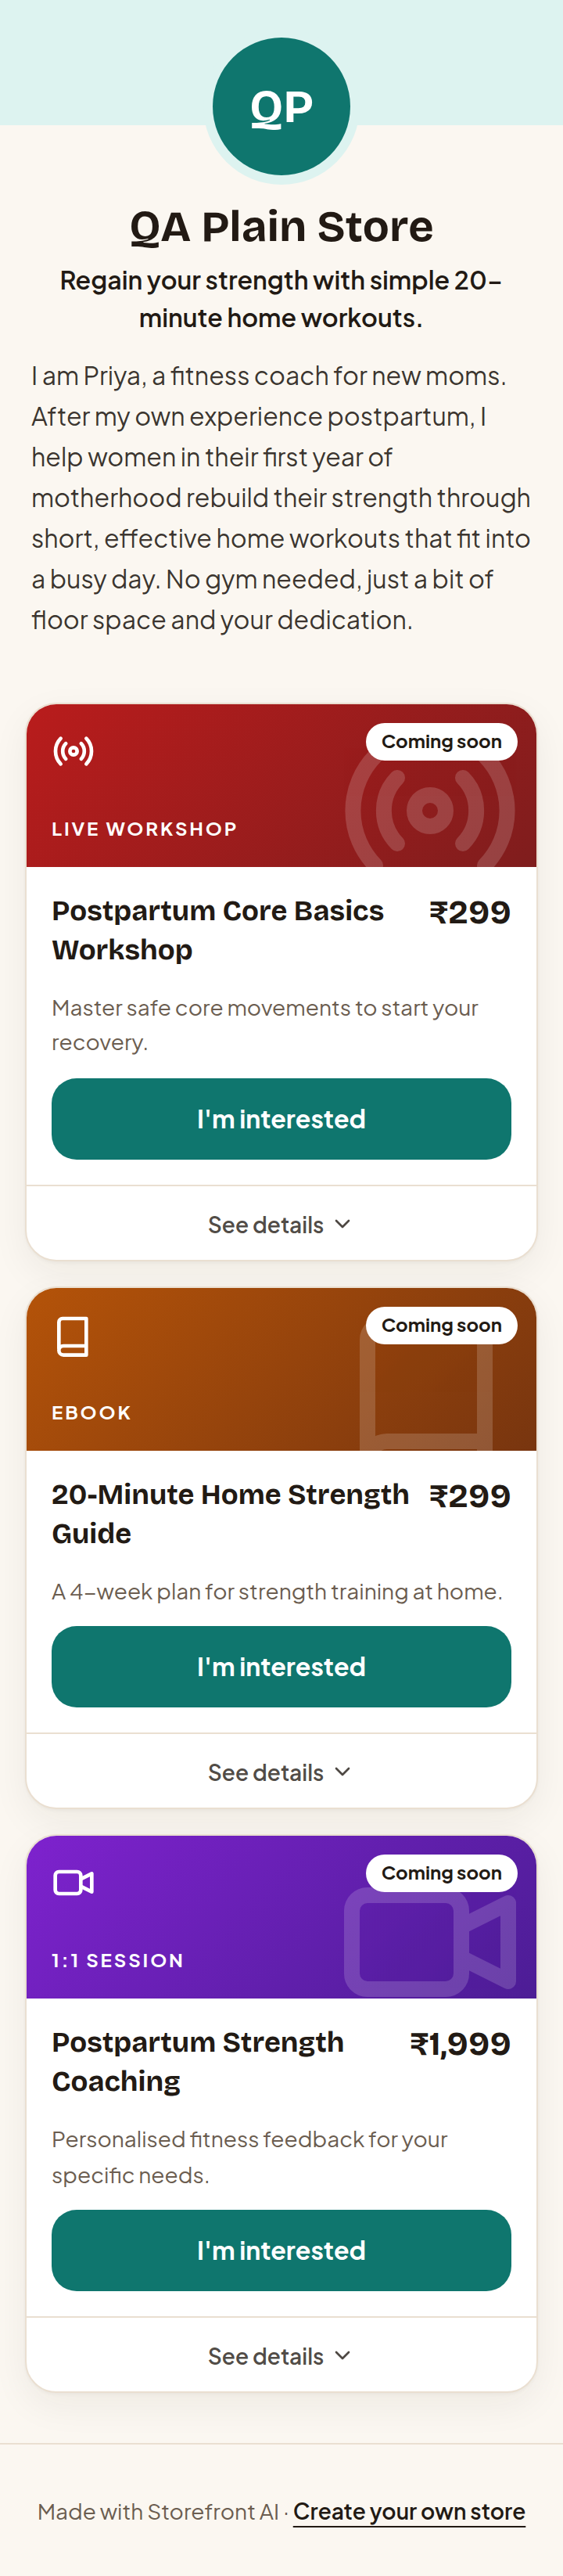 QP
QA Plain Store
Regain your strength with simple 20-
minute home workouts.
I am Priya, a fitness coach for new moms.
After my own experience postpartum, I
help women in their first year of
motherhood rebuild their strength through
short, effective home workouts that fit into
a busy day. No gym needed, just a bit of
floor space and your dedication.
Coming soon
LIVE WORKSHOP
Postpartum Core Basics ₹299
Workshop
Master safe core movements to start your
recovery.
I'm interested
See details
Coming soon
EBOOK
20-Minute Home Strength ₹299
Guide
A 4-week plan for strength training at home.
I'm interested
See details
Coming soon
1:1 SESSION
Postpartum Strength ₹1,999
Coaching
Personalised fitness feedback for your
specific needs.
I'm interested
See details
Made with Storefront AI · Create your own store